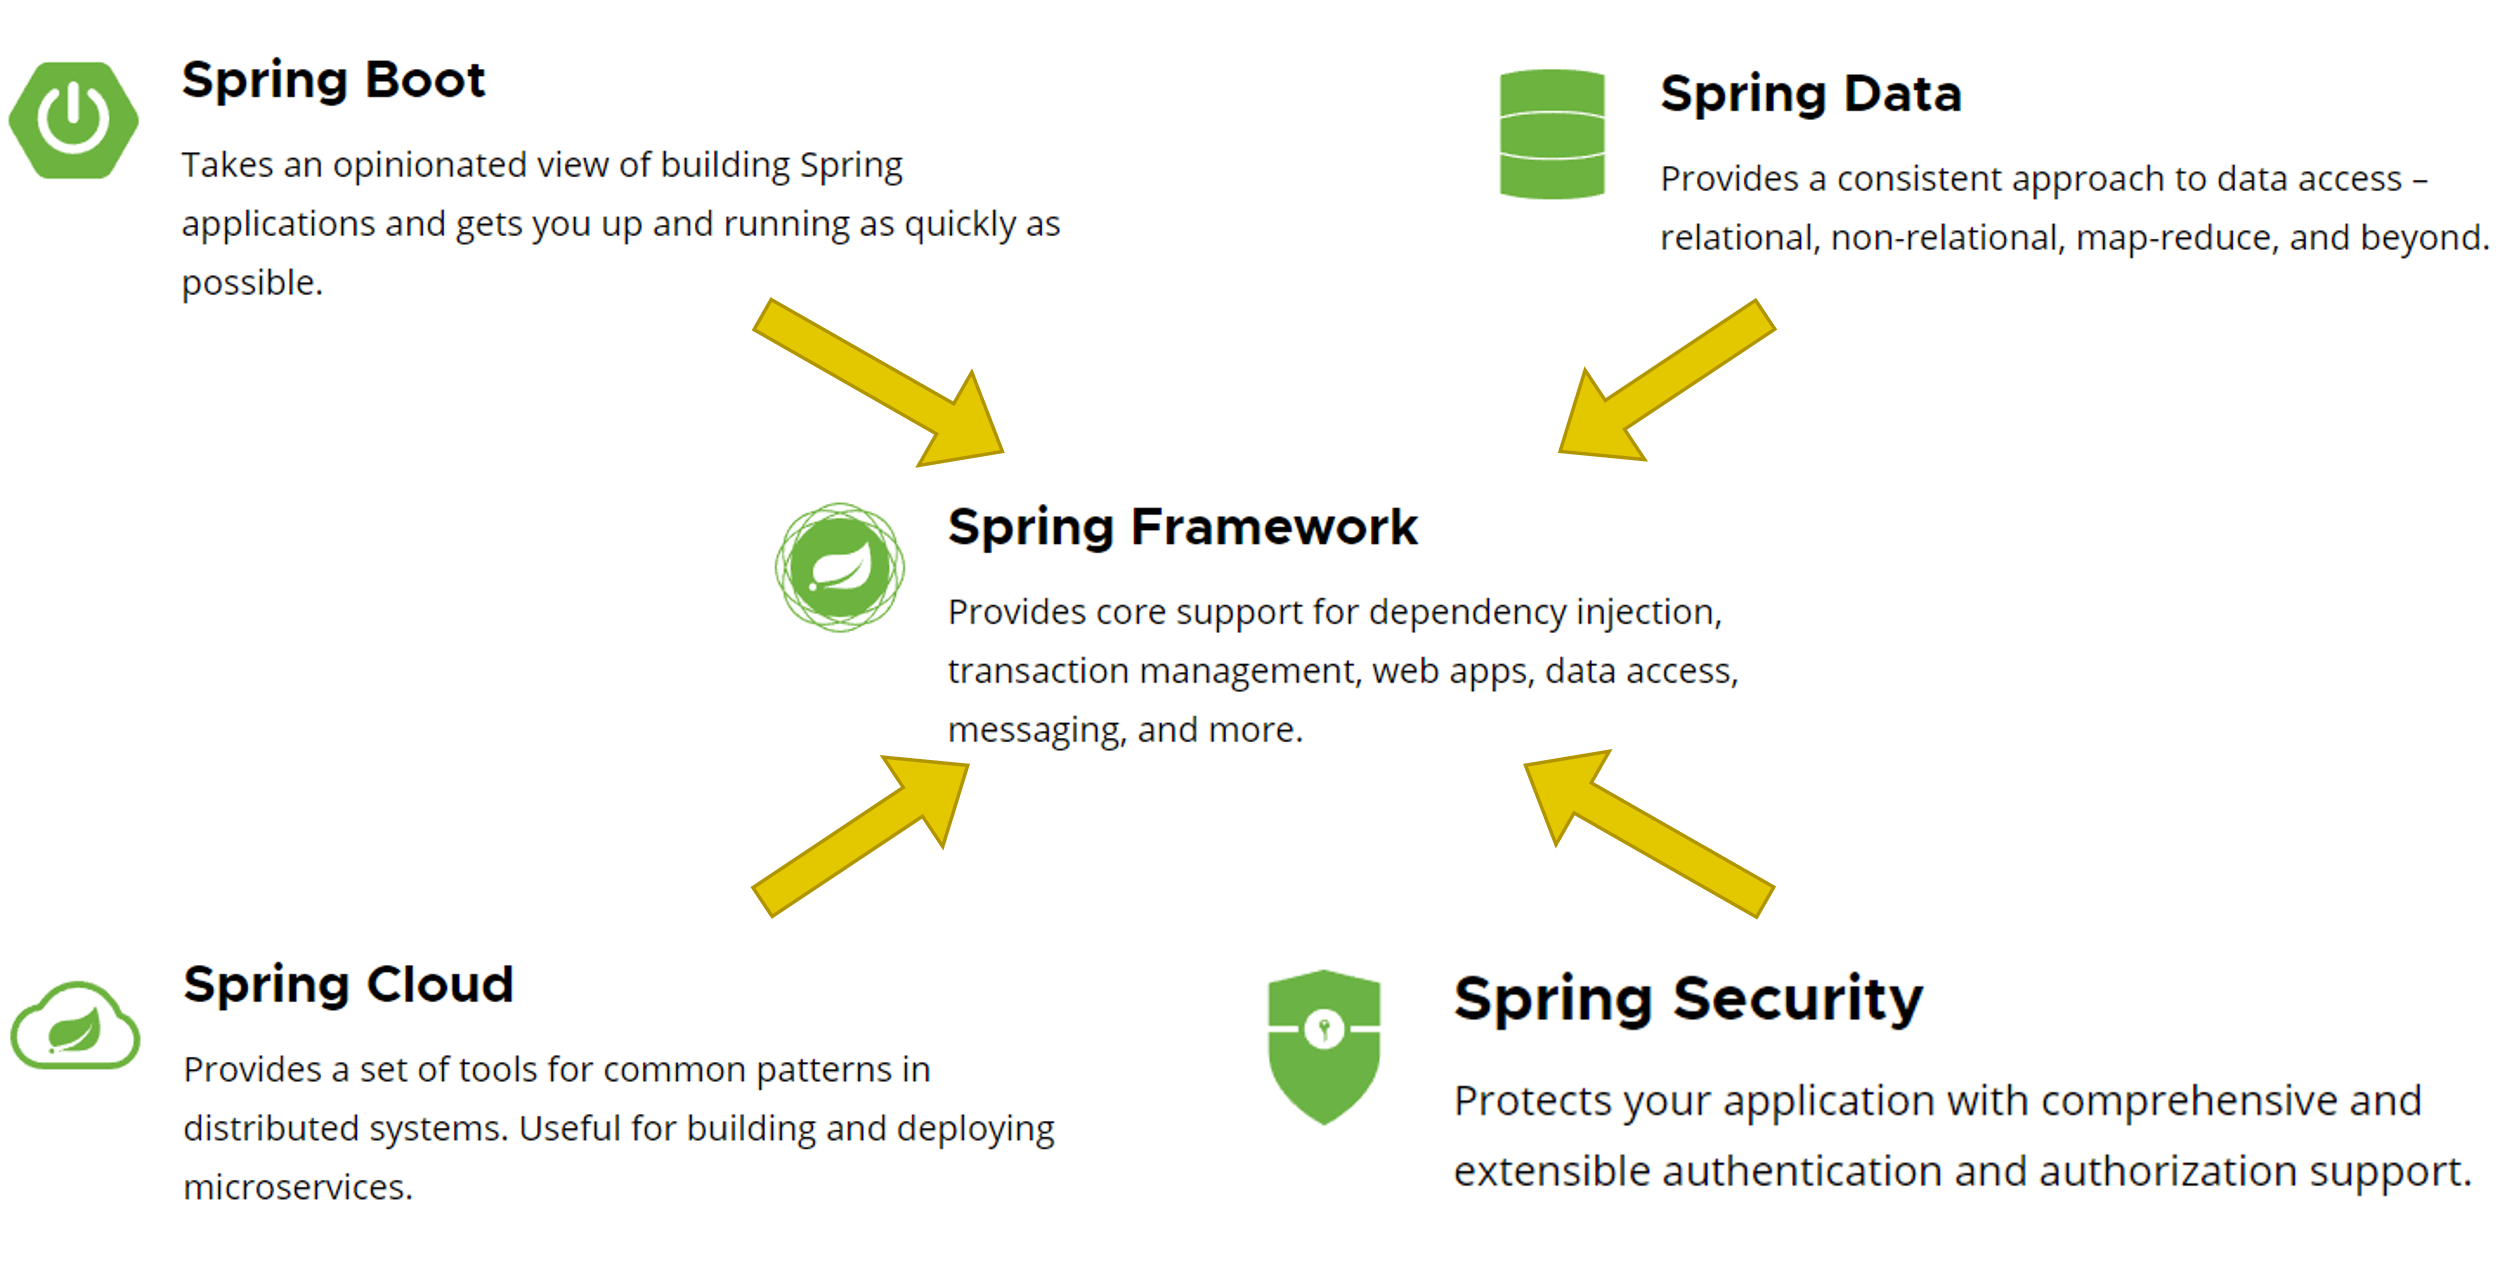 Spring Boot
Takes an opinionated view of building Spring
applications and gets you up and running as quickly as
possible.
Spring Data
Provides a consistent approach to data access –
relational, non-relational, map-reduce, and beyond.
Spring Framework
Provides core support for dependency injection,
transaction management, web apps, data access,
messaging, and more.
Spring Cloud
Provides a set of tools for common patterns in
distributed systems. Useful for building and deploying
microservices.
Spring Security
Protects your application with comprehensive and
extensible authentication and authorization support.